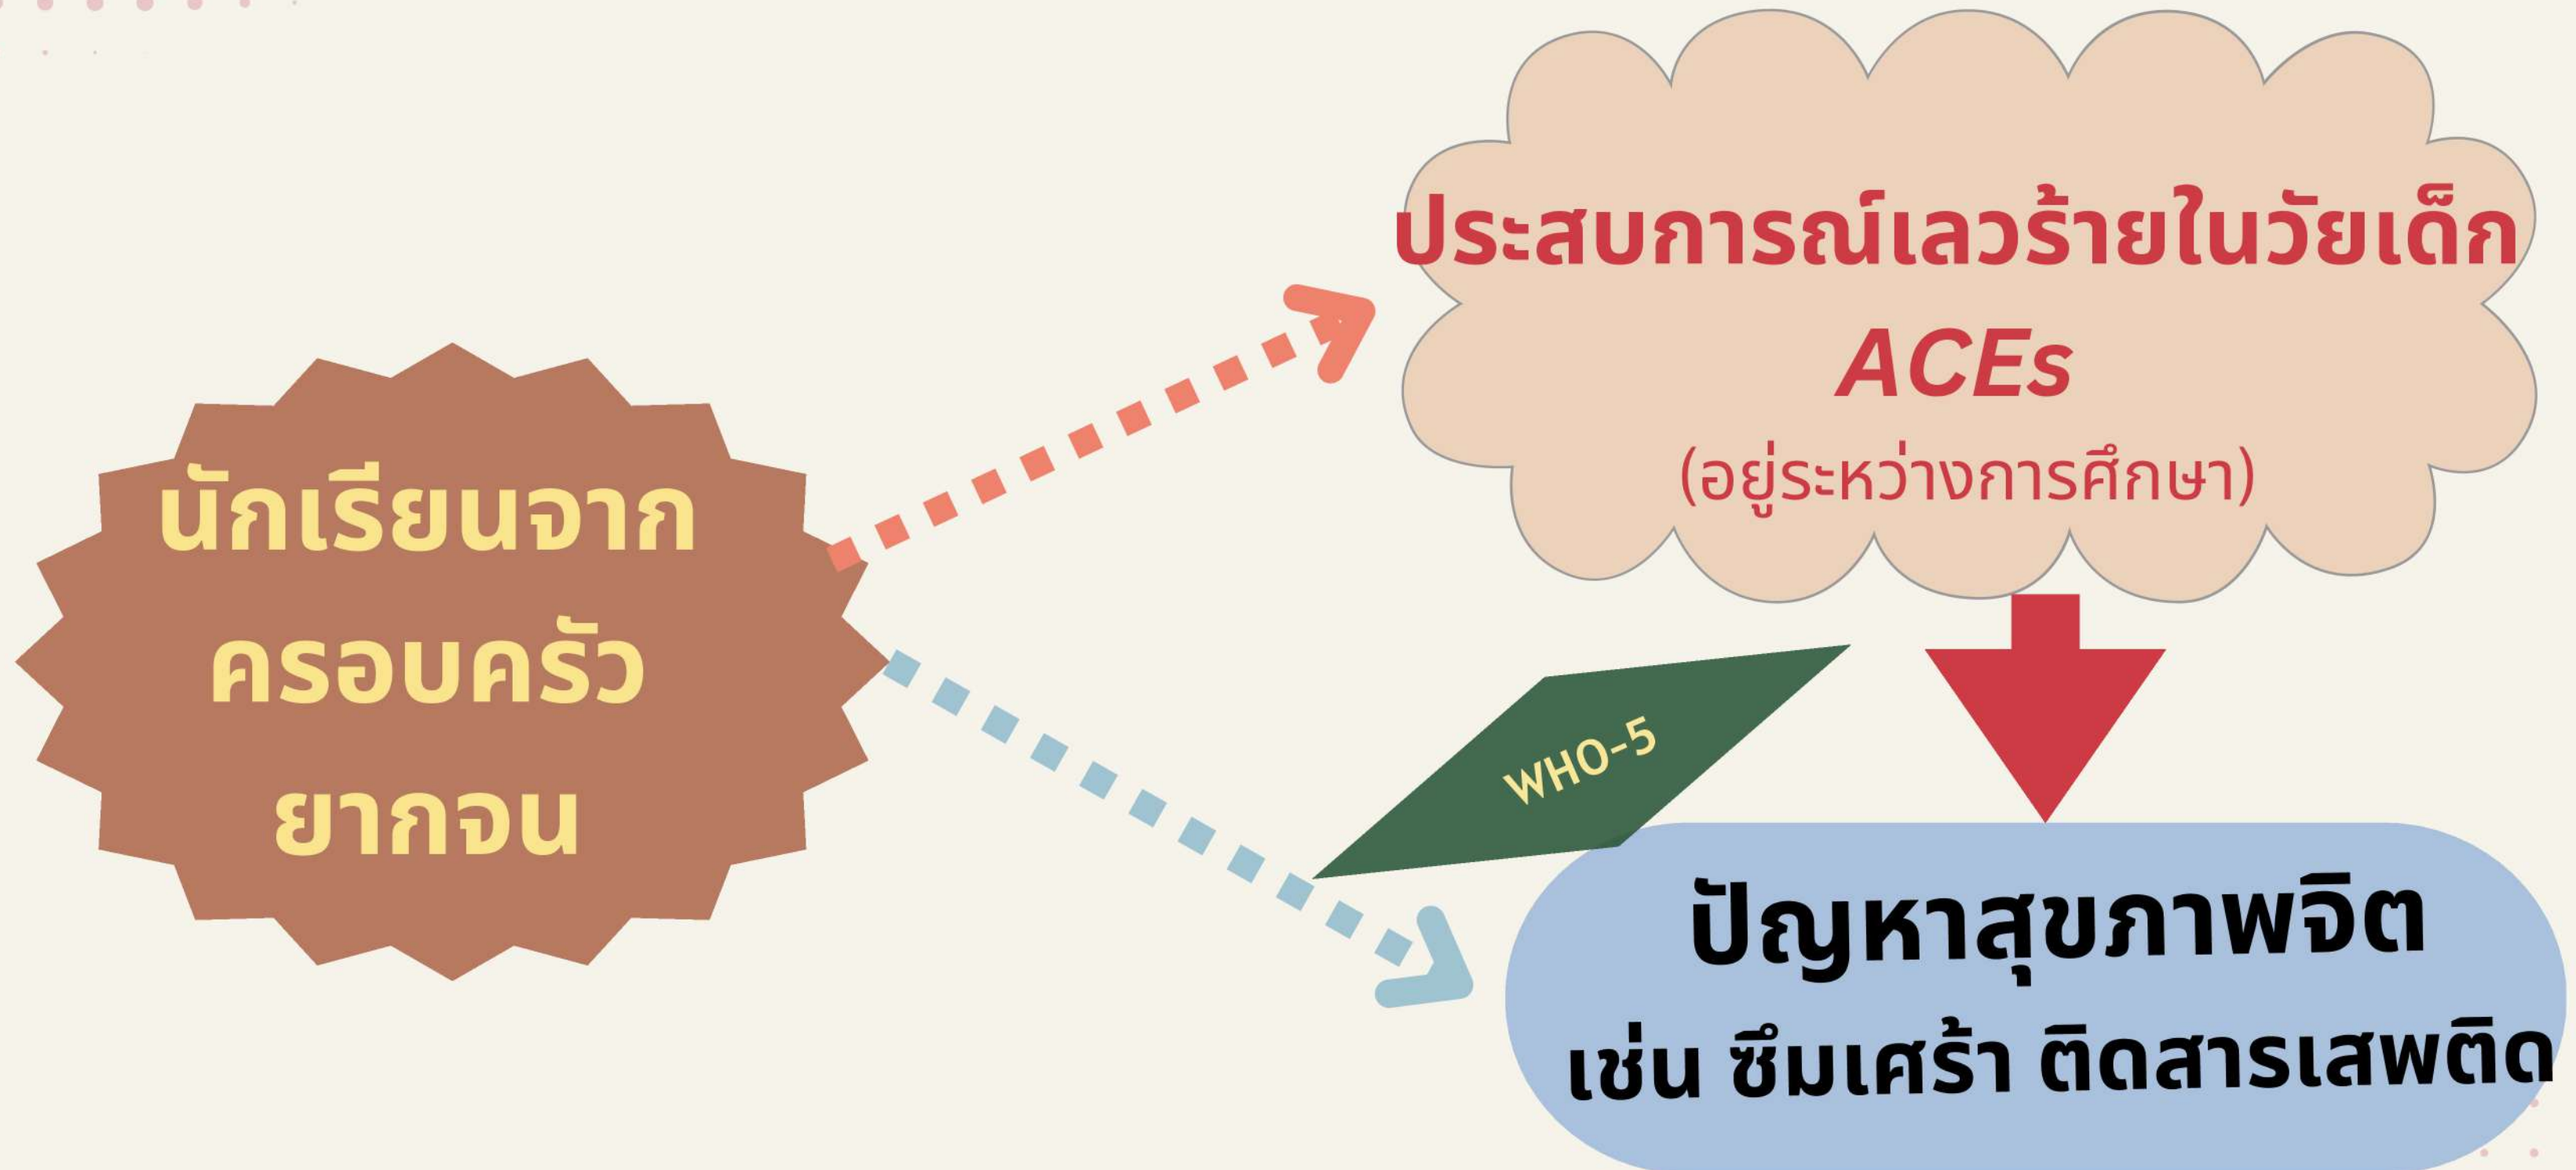 นักเรียนจาก
ครอบครัว
ยากจน
ประสบการณ์เลวร้ายในวัยเด็ก
ACEs
(อยู่ระหว่างการศึกษา)
WHO-5
ปัญหาสุขภาพจิต
เช่น ซึมเศร้า ติดสารเสพติด